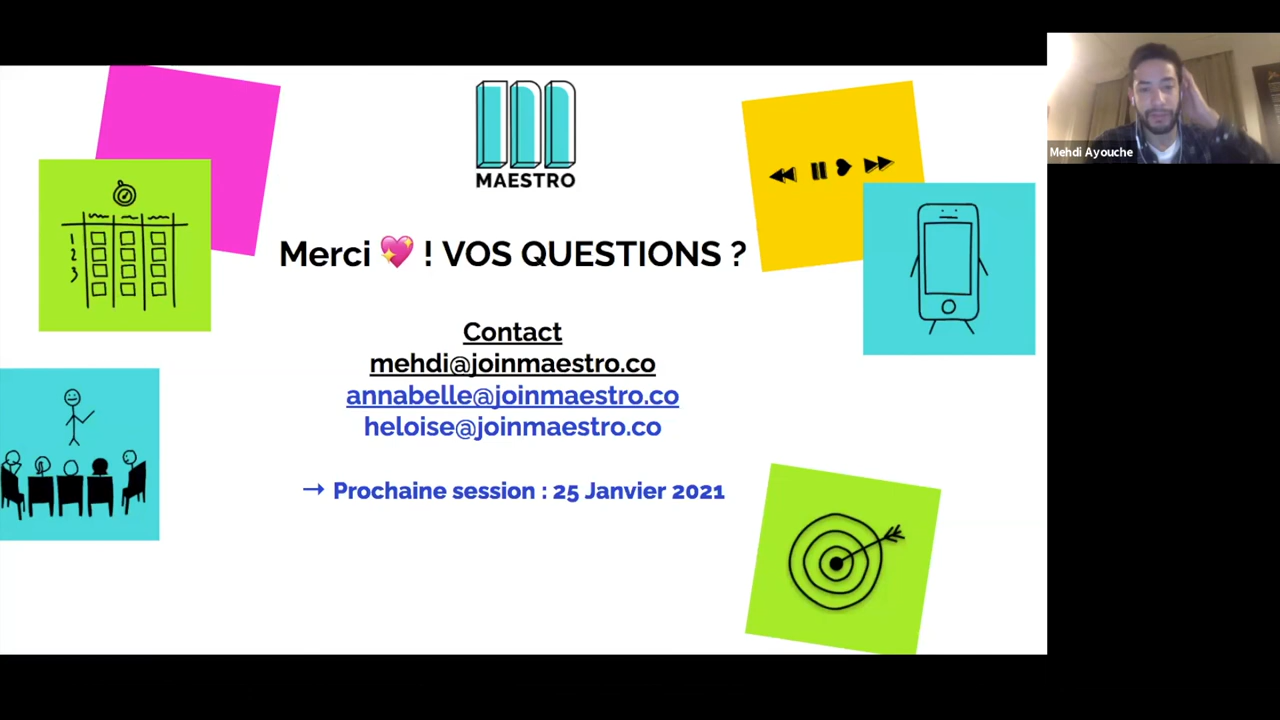 MAESTRO
Merci 💖 ! VOS QUESTIONS ?
Contact
mehdi@joinmaestro.co
annabelle@joinmaestro.co
heloise@joinmaestro.co
→ Prochaine session : 25 Janvier 2021
Mehdi Ayouche